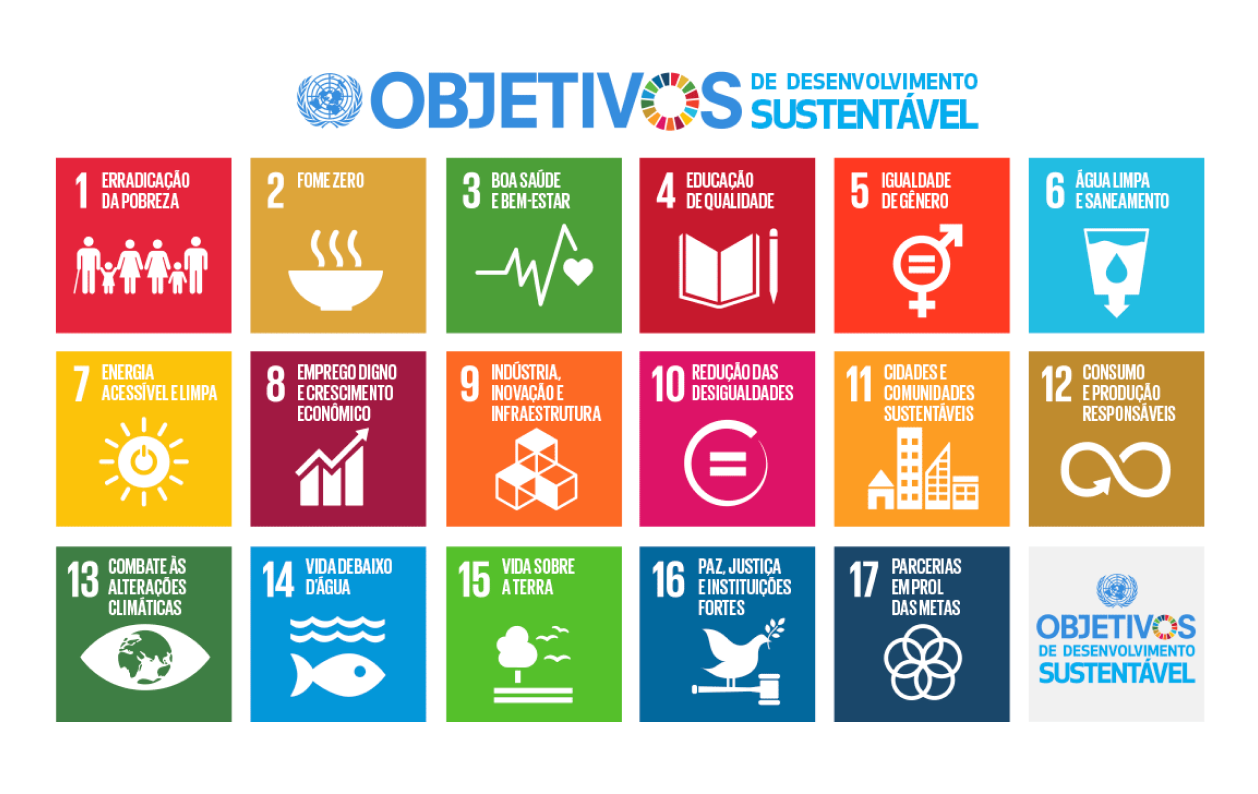 OBJETIVOS
DE DESENVOLVIMENTO
SUSTENTÁVEL
1 ERRADICAÇÃO
DA POBREZA
2 FOME ZERO
3 BOA SAÚDE
E BEM-ESTAR
4 EDUCAÇÃO
DE QUALIDADE
5 IGUALDADE
DE GÊNERO
6 ÁGUA LIMPA
E SANEAMENTO
7 ENERGIA
ACESSÍVEL E LIMPA
8 EMPREGO DIGNO
E CRESCIMENTO
ECONÔMICO
9 INDÚSTRIA,
INOVAÇÃO E
INFRAESTRUTURA
10 REDUÇÃO DAS
DESIGUALDADES
11 CIDADES E
COMUNIDADES
SUSTENTÁVEIS
12 CONSUMO
E PRODUÇÃO
RESPONSÁVEIS
13 COMBATE ÀS
ALTERAÇÕES
CLIMÁTICAS
14 VIDA DEBAIXO
D'ÁGUA
15 VIDA SOBRE
A TERRA
16 PAZ, JUSTIÇA
E INSTITUIÇÕES
FORTES
17 PARCERIAS
EM PROL
DAS METAS
OBJETIVOS
DE DESENVOLVIMENTO
SUSTENTÁVEL